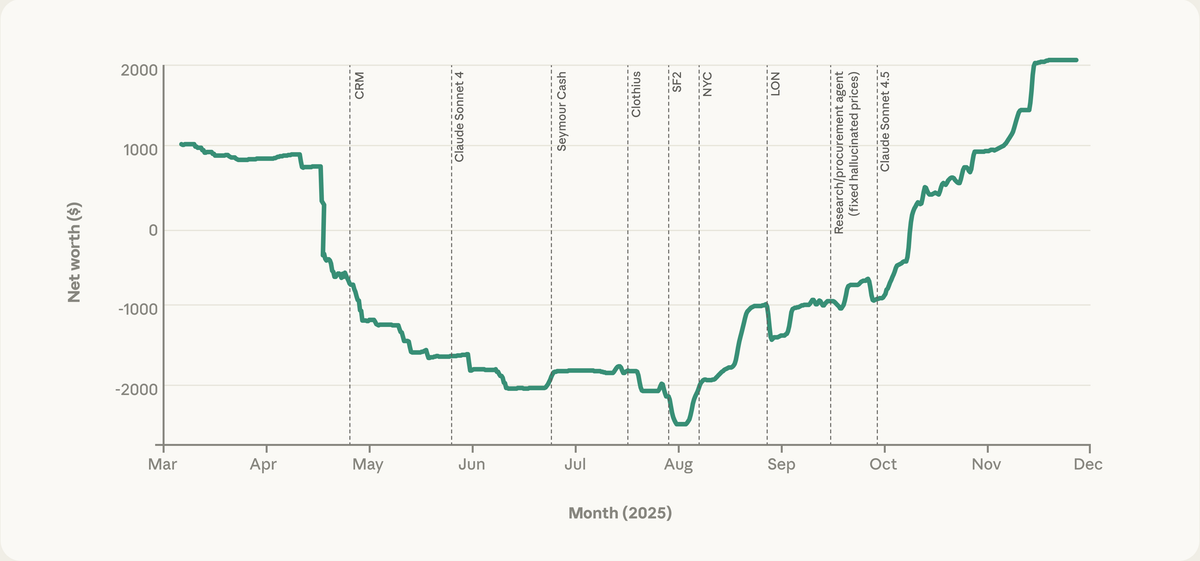 2000
1000
0
-1000
-2000
Net worth ($)
CRM
Claude Sonnet 4
Seymour Cash
Clothius
SF2
NYC
LON
Research/procurement agent
(fixed hallucinated prices)
Claude Sonnet 4.5
Mar
Apr
May
Jun
Jul
Aug
Sep
Oct
Nov
Dec
Month (2025)